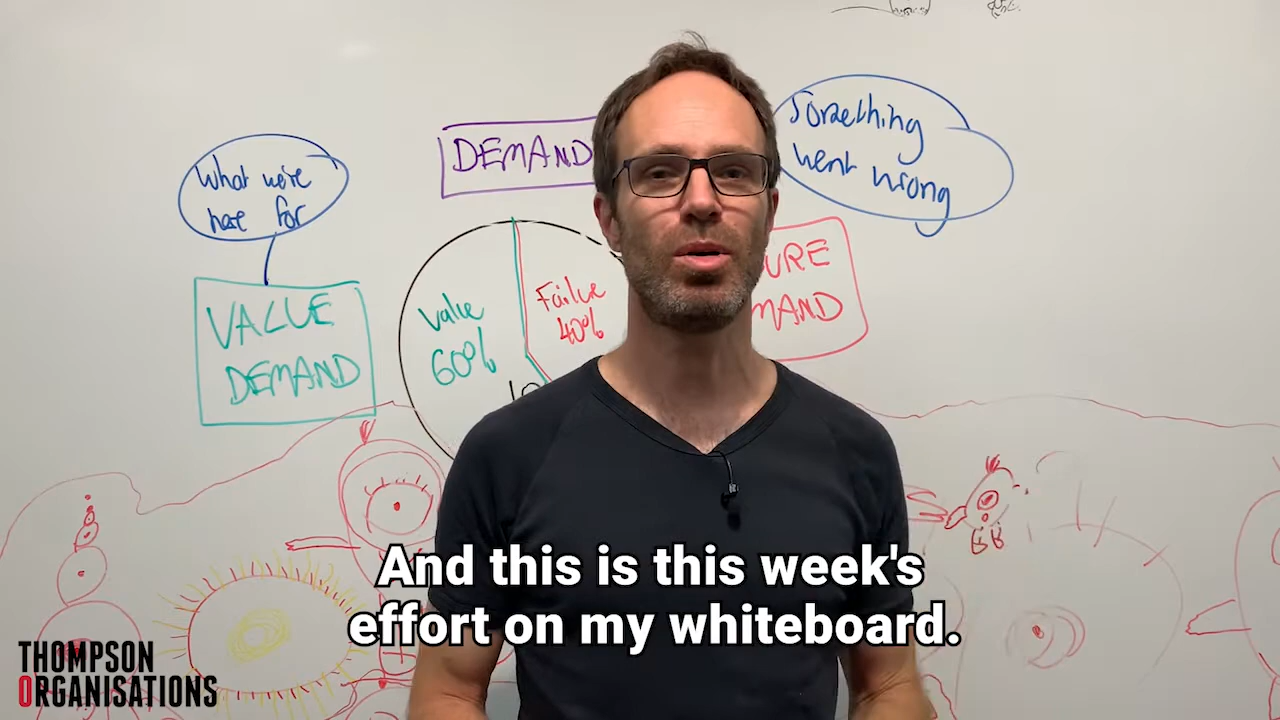 What we're
here for
DEMAND
Something
went wrong
VALUE
DEMAND
Value
60%
Failure
40%
URE
MAND
And this is this week's
effort on my whiteboard.
THOMPSON
ORGANISATIONS